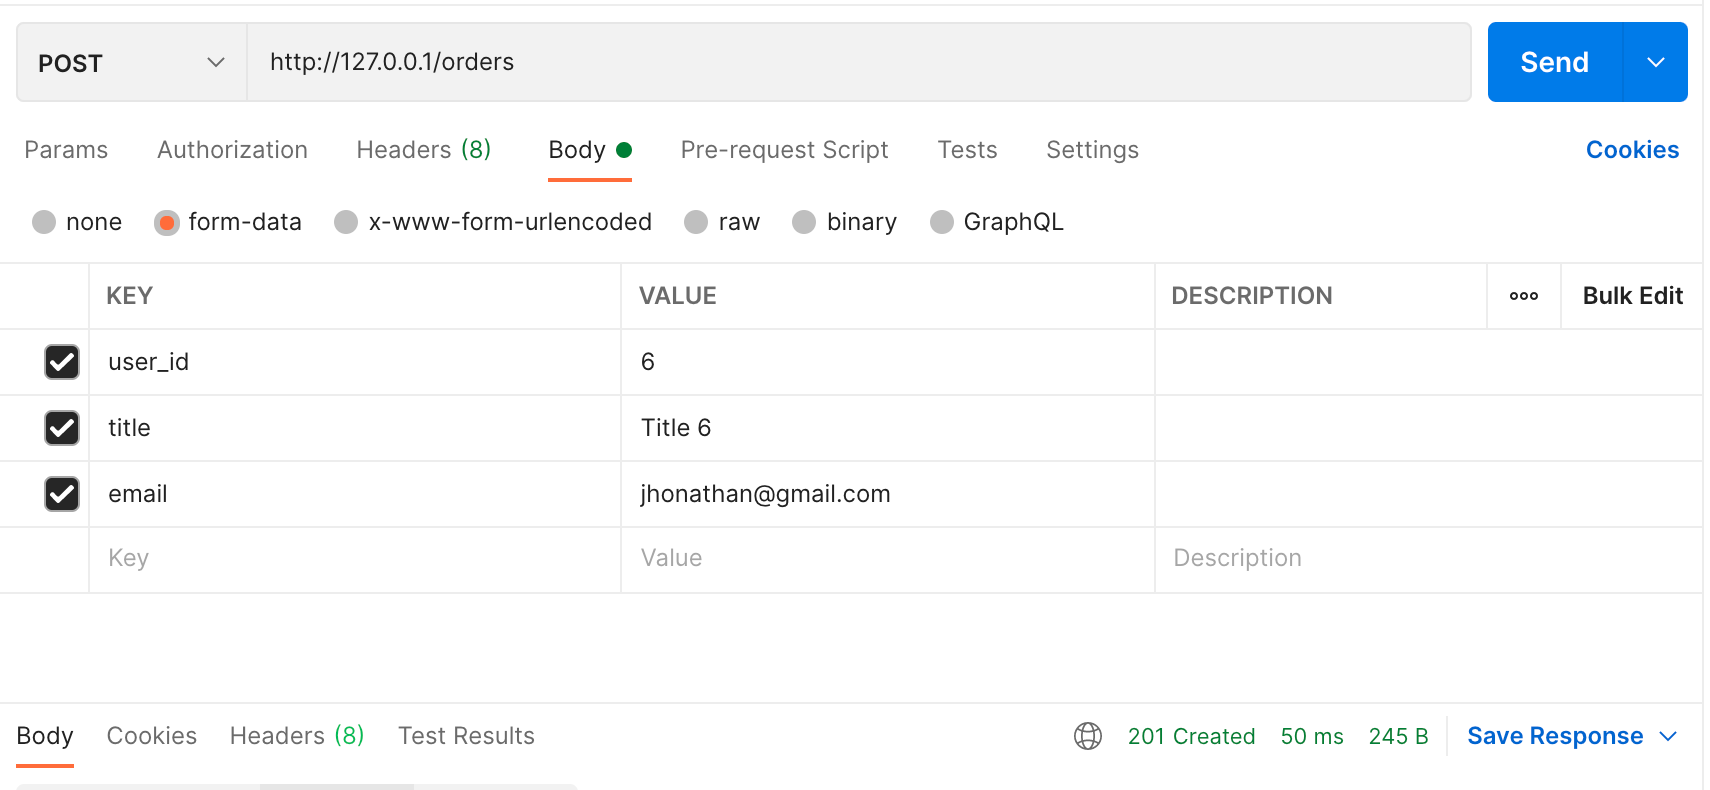 POST http://127.0.0.1/orders Send
Params Authorization Headers (8) Body Pre-request Script Tests Settings Cookies
none form-data x-www-form-urlencoded raw binary GraphQL
KEY VALUE DESCRIPTION ooo Bulk Edit
user_id 6
title Title 6
email jhonathan@gmail.com
Key Value Description
Body Cookies Headers (8) Test Results 201 Created 50 ms 245 B Save Response